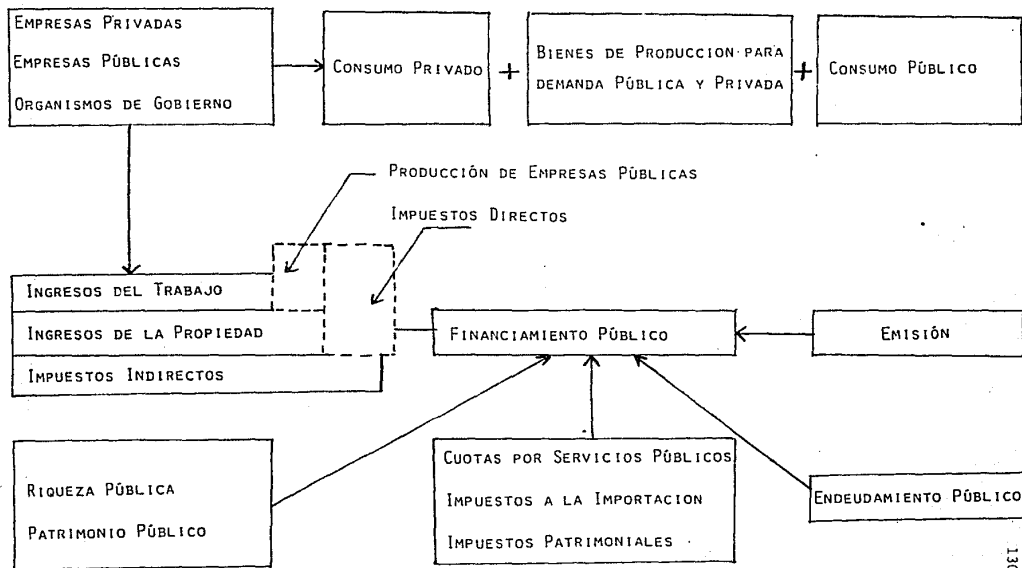 EMPRESAS PRIVADAS
EMPRESAS PÚBLICAS
ORGANISMOS DE GOBIERNO
CONSUMO PRIVADO
+
BIENES DE PRODUCCION PARA
DEMANDA PÚBLICA Y PRIVADA
+
CONSUMO PÚBLICO
PRODUCCIÓN DE EMPRESAS PÚBLICAS
IMPUESTOS DIRECTOS
INGRESOS DEL TRABAJO
INGRESOS DE LA PROPIEDAD
IMPUESTOS INDIRECTOS
FINANCIAMIENTO PÚBLICO
EMISIÓN
RIQUEZA PÚBLICA
PATRIMONIO PÚBLICO
CUOTAS POR SERVICIOS PÚBLICOS
IMPUESTOS A LA IMPORTACION
IMPUESTOS PATRIMONIALES
ENDEUDAMIENTO PÚBLICO
130